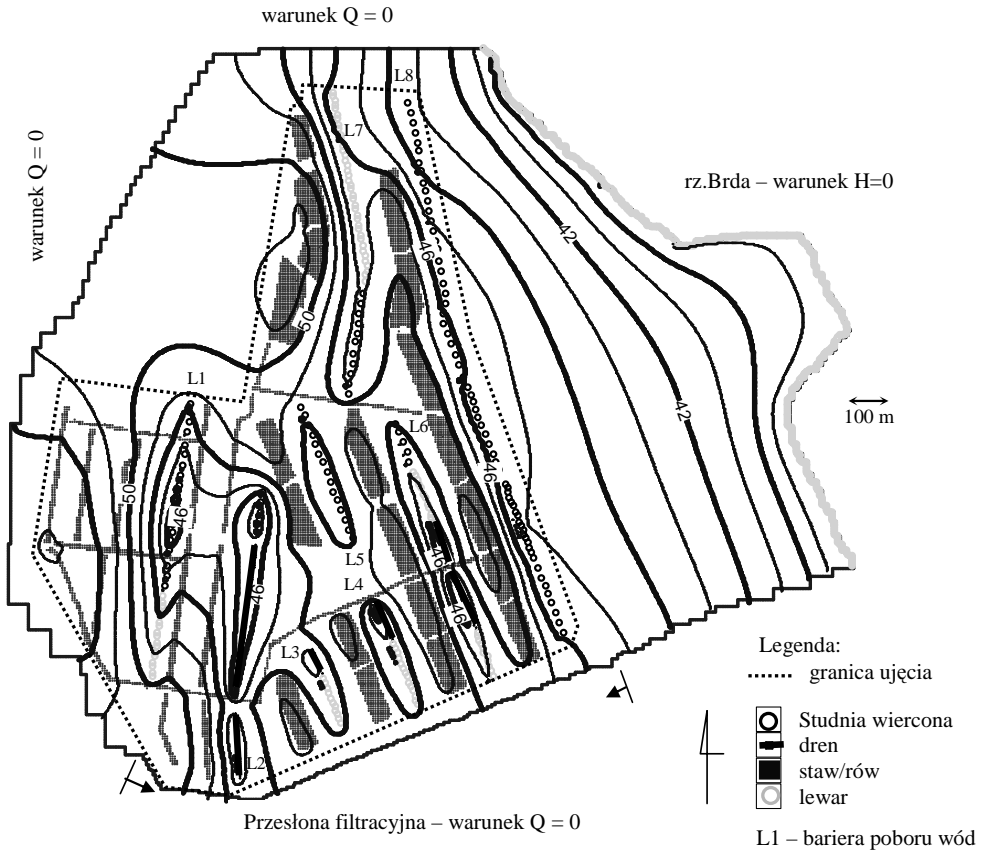 warunek Q = 0
warunek Q = 0
L8
L7
rz.Brda – warunek H=0
42
46
50
100 m
L1
42
L6
50
46
46
46
L5
L4
46
46
L3
L2
Legenda:
granica ujęcia
Studnia wiercona
dren
staw/rów
lewar
L1 – bariera poboru wód
Przesłona filtracyjna – warunek Q = 0